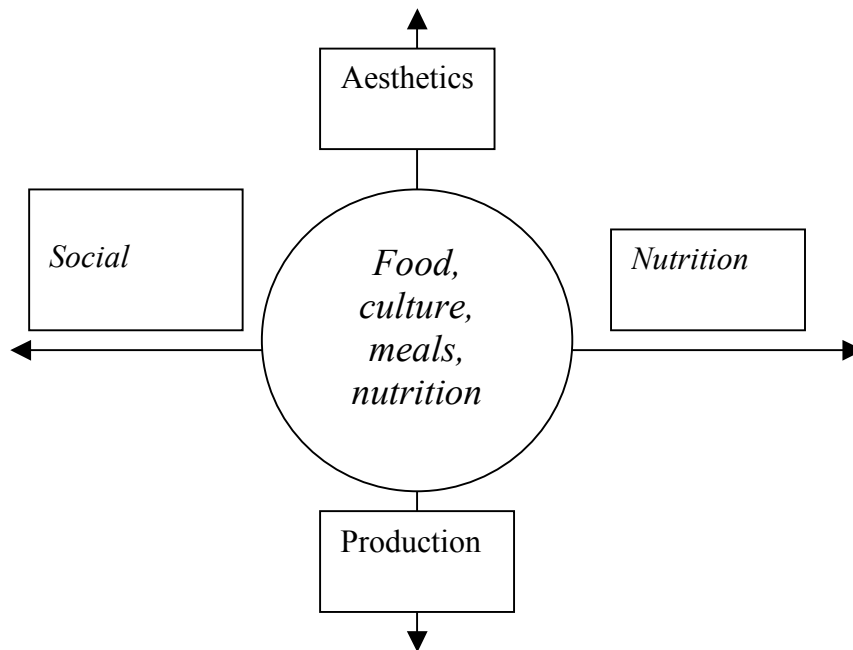 Aesthetics
Social
Food,
culture,
meals,
nutrition
Nutrition
Production